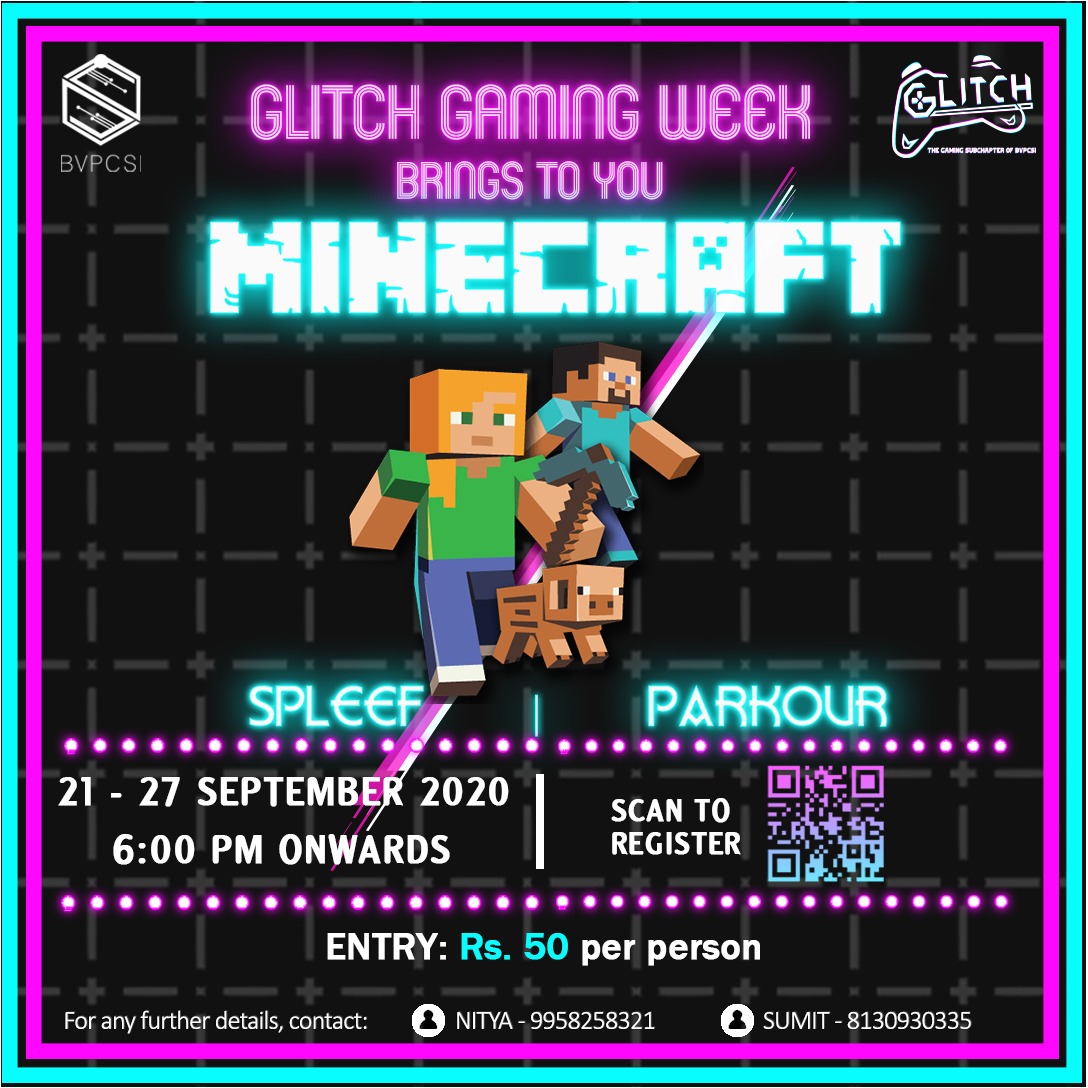 BVPCSI
GLITCH
THE GAMING SUBCHAPTER OF BVPCSI
GLITCH GAMING WEEK
BRINGS TO YOU
MINECRAFT
SPLEEF | PARKOUR
21 - 27 SEPTEMBER 2020
6:00 PM ONWARDS
SCAN TO
REGISTER
ENTRY: Rs. 50 per person
For any further details, contact: NITYA - 9958258321 SUMIT - 8130930335